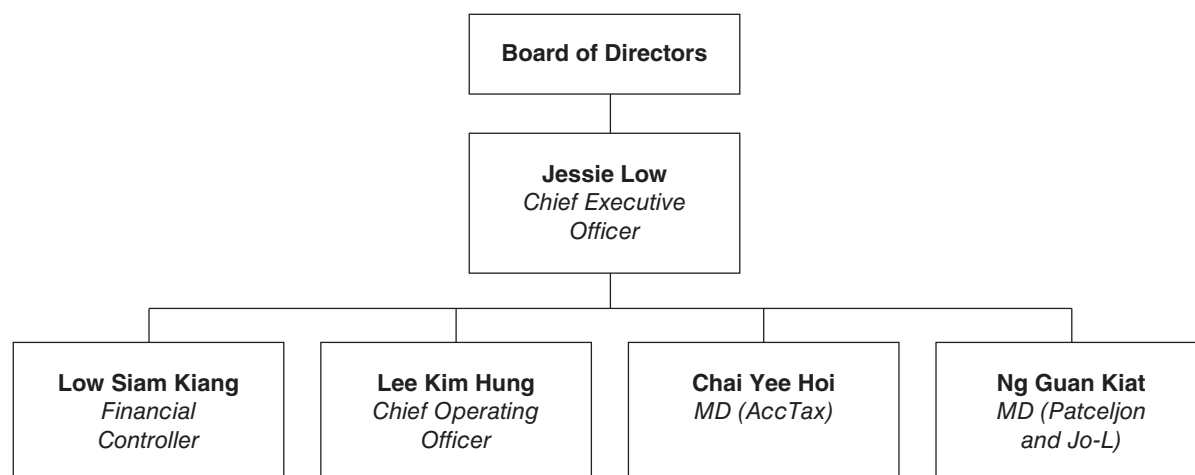 Board of Directors
Jessie Low
Chief Executive
Officer
Low Siam Kiang
Financial
Controller
Lee Kim Hung
Chief Operating
Officer
Chai Yee Hoi
MD (AccTax)
Ng Guan Kiat
MD (Patceljon
and Jo-L)